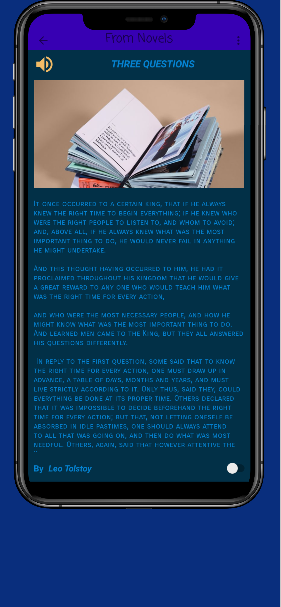 From Novels
THREE QUESTIONS
It once occurred to a certain king, that if he always
knew the right time to begin everything; if he knew who
were the right people to listen to, and whom to avoid;
and, above all, if he always knew what was the most
important thing to do, he would never fail in anything
he might undertake.
And this thought having occurred to him, he had it
proclaimed throughout his kingdom that he would give
a great reward to any one who would teach him what
was the right time for every action,
and who were the most necessary people, and how he
might know what was the most important thing to do.
And learned men came to the King, but they all answered
his questions differently.
In reply to the first question, some said that to know
the right time for every action, one must draw up in
advance, a table of days, months and years, and must
live strictly according to it. Only thus, said they, could
everything be done at its proper time. Others declared
that it was impossible to decide beforehand the right
time for every action; but that, not letting oneself be
absorbed in idle pastimes, one should always attend
to all that was going on, and then do what was most
needful. Others, again, said that however attentive the
By Leo Tolstoy